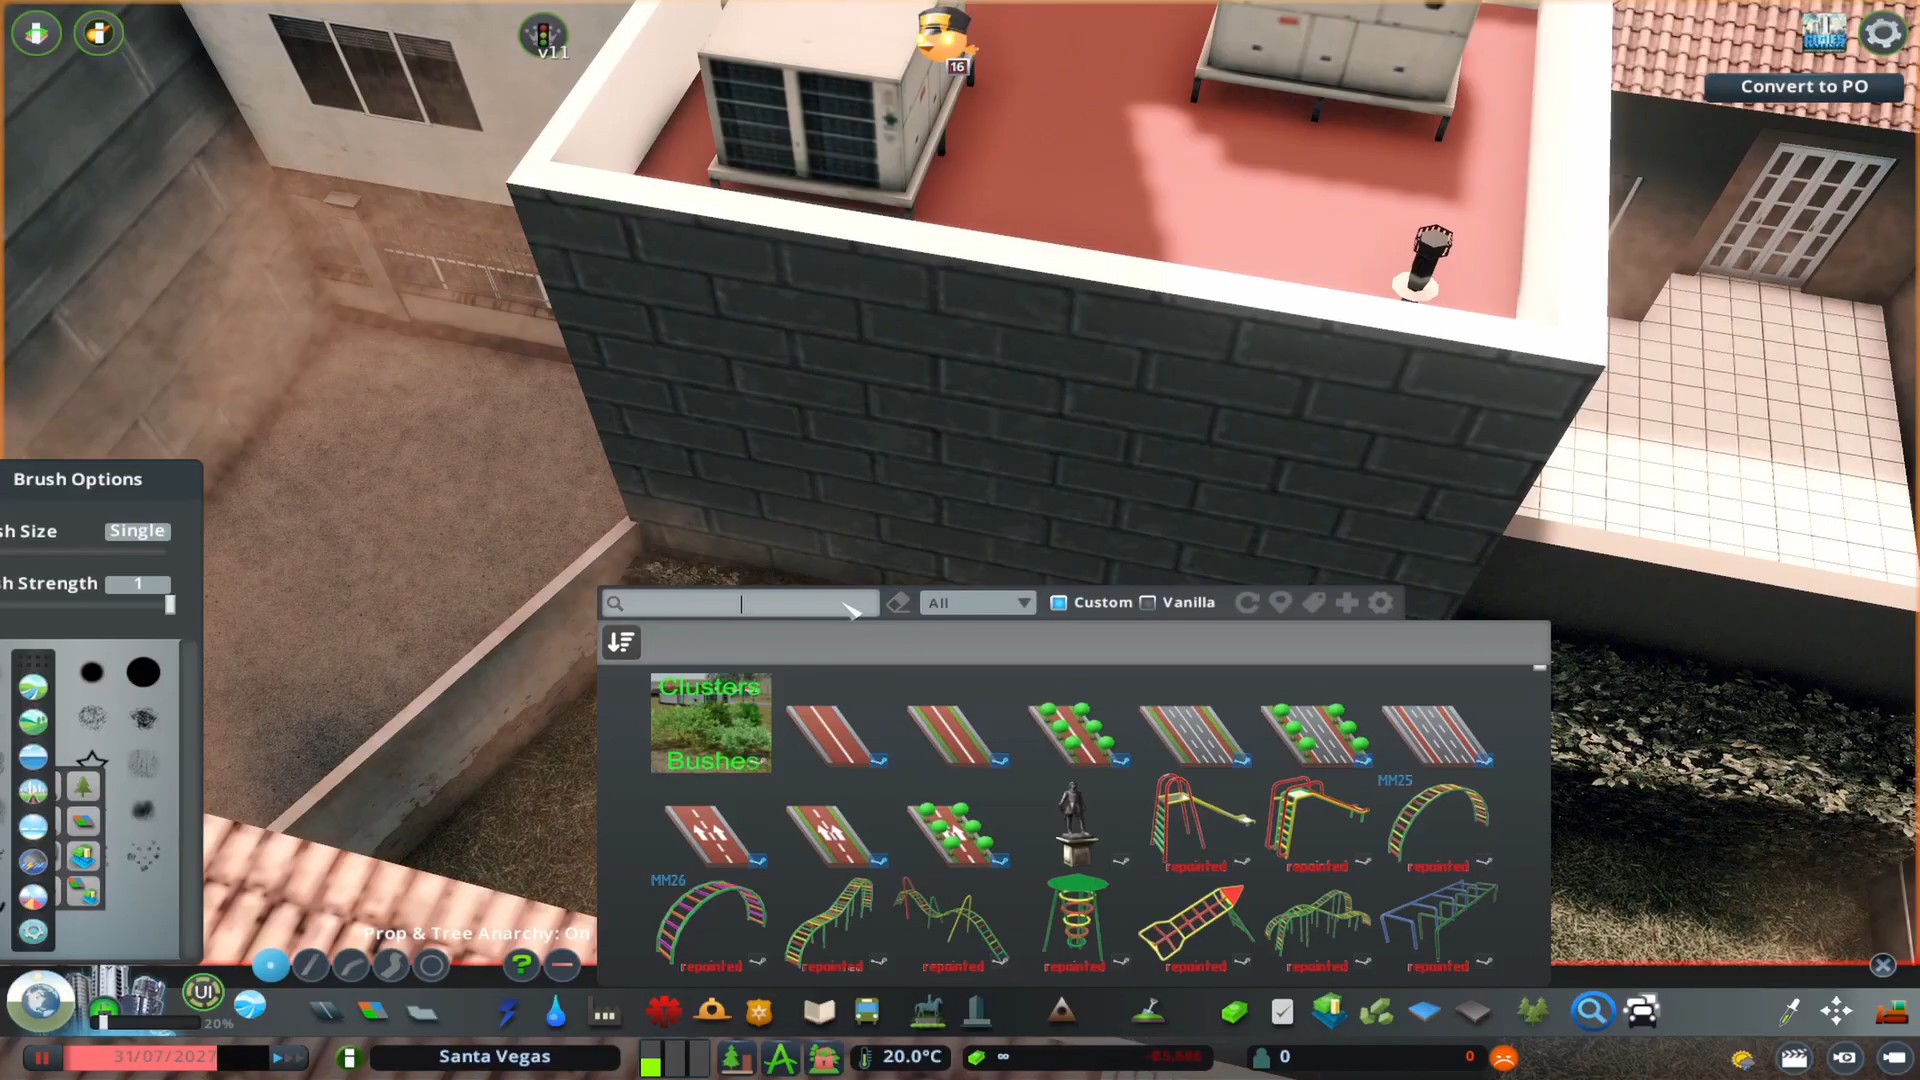 v11
16
CITIES
Convert to PO
Brush Options
sh Size
Single
sh Strength
1
All
Custom
Vanilla
Clusters
Bushes
MM25
repainted
repainted
MM26
repainted
repainted
repainted
repainted
repainted
repainted
repainted
Prop & Tree Anarchy: On
UI
20%
31/07/2027
Santa Vegas
20.0°C
∞
0
0